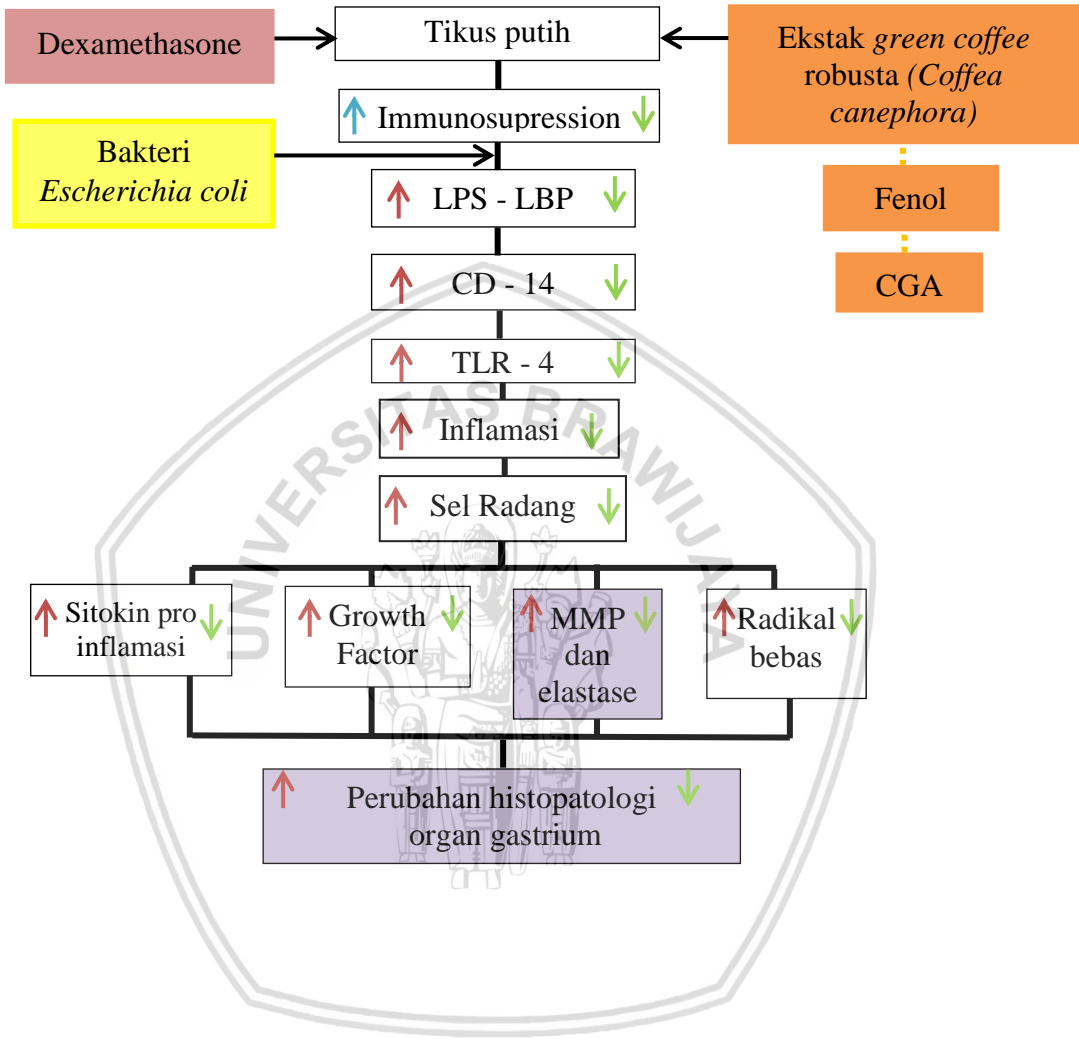 Dexamethasone
Tikus putih
Ekstak green coffee
robusta (Coffea
canephora)
Immunosupression
Bakteri
Escherichia coli
LPS - LBP
Fenol
CD - 14
CGA
TLR - 4
Inflamasi
Sel Radang
Sitokin pro
inflamasi
Growth
Factor
MMP
dan
elastase
Radikal
bebas
Perubahan histopatologi
organ gastrium
UNIVERSITAS BRAWIJAYA